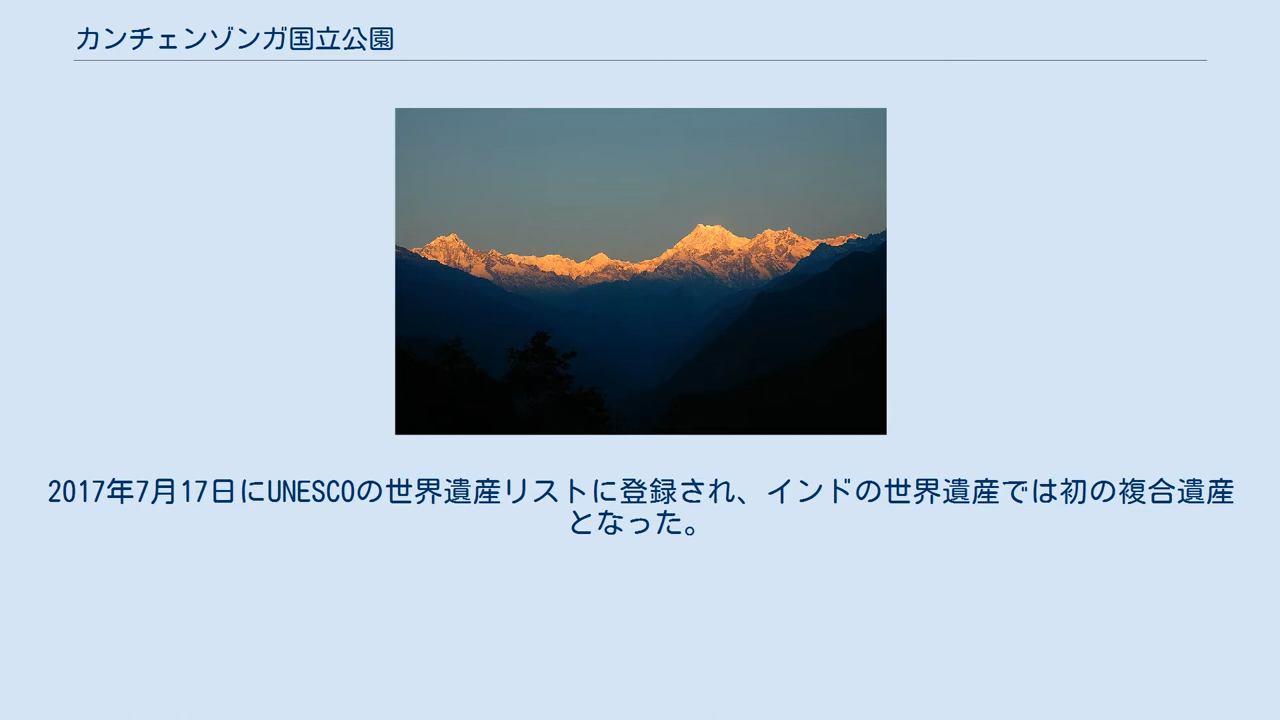 カンチェンゾンガ国立公園
2017年7月17日にUNESCOの世界遺産リストに登録され、インドの世界遺産では初の複合遺産
となった。